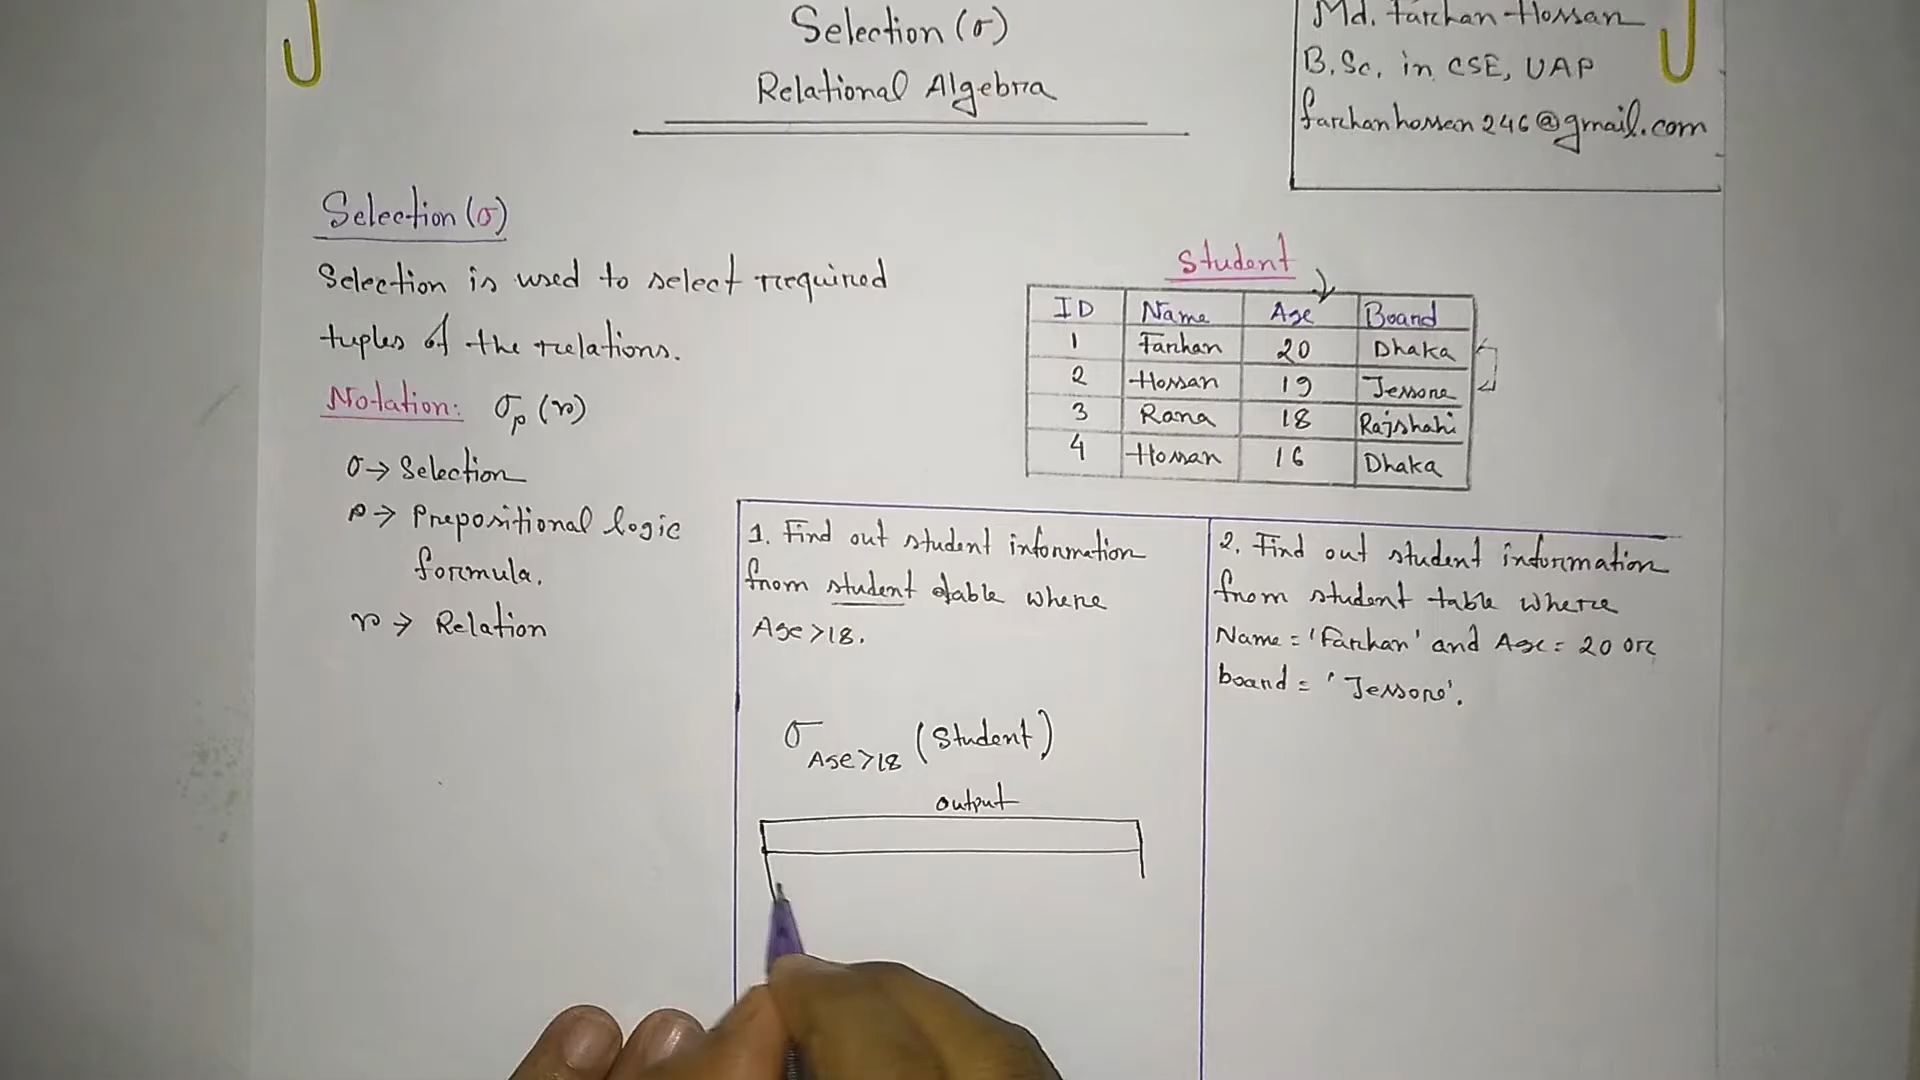 Selection (σ)
Relational Algebra
Md. Farhan Hossan
B.Sc. in CSE, UAP
farhanhossan246@gmail.com
Selection (σ)
Selection is used to select required
tuples of the relations.
Notation: σp (r)
σ → Selection
p → Prepositional logic
formula.
r → Relation
Student
ID Name Age Board
1 Farhan 20 Dhaka
2 Hossan 19 Jessore
3 Rana 18 Rajshahi
4 Hossan 16 Dhaka
1. Find out student information
from student table where
Age > 18.
σ Age>18 (Student)
output
2. Find out student information
from student table where
Name = 'Farhan' and Age = 20 or
board = 'Jessore'.